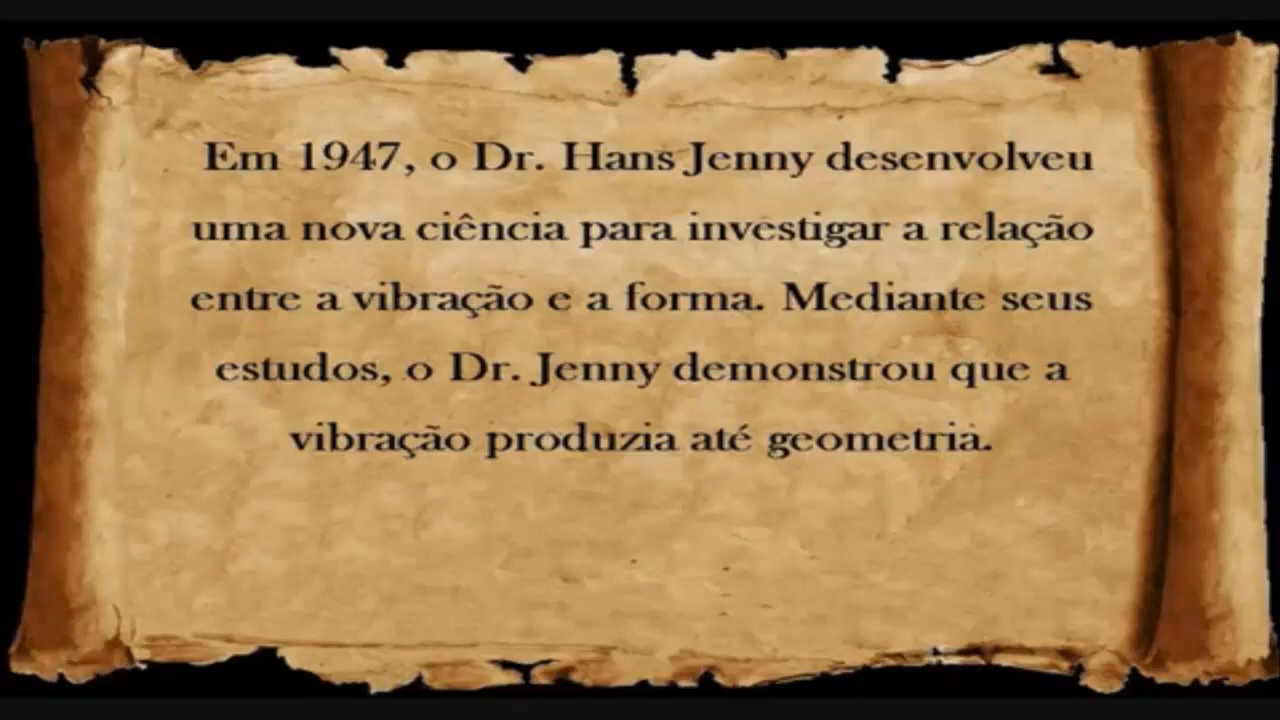 Em 1947, o Dr. Hans Jenny desenvolveu
uma nova ciência para investigar a relação
entre a vibração e a forma. Mediante seus
estudos, o Dr. Jenny demonstrou que a
vibração produzia até geometria.